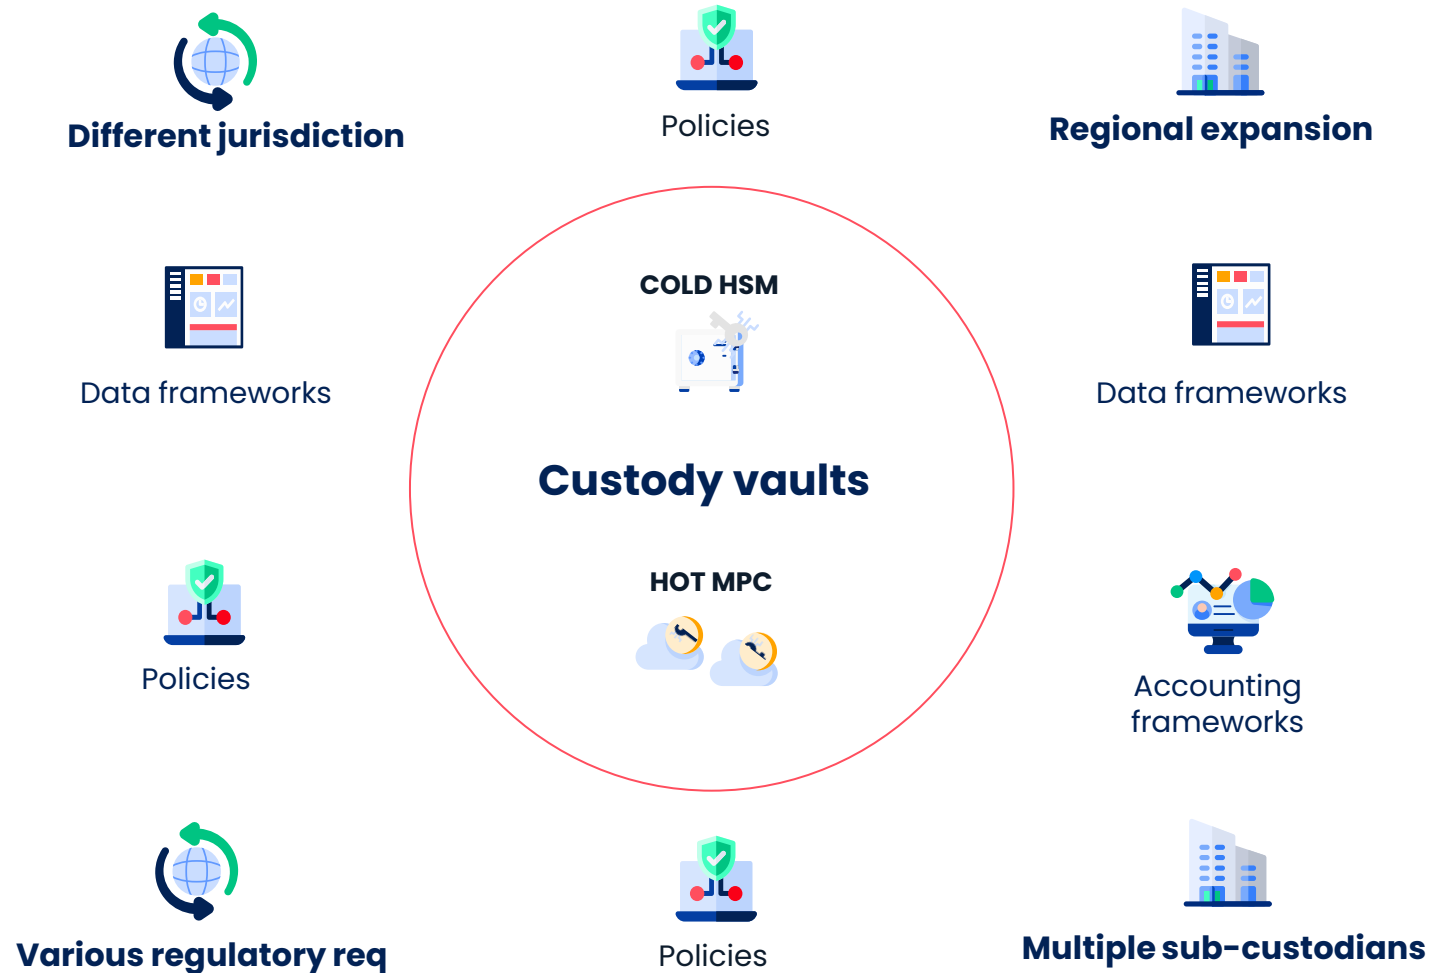 Different jurisdiction
Policies
Regional expansion
COLD HSM
Data frameworks
Data frameworks
Custody vaults
HOT MPC
Policies
Accounting
frameworks
Various regulatory req
Policies
Multiple sub-custodians